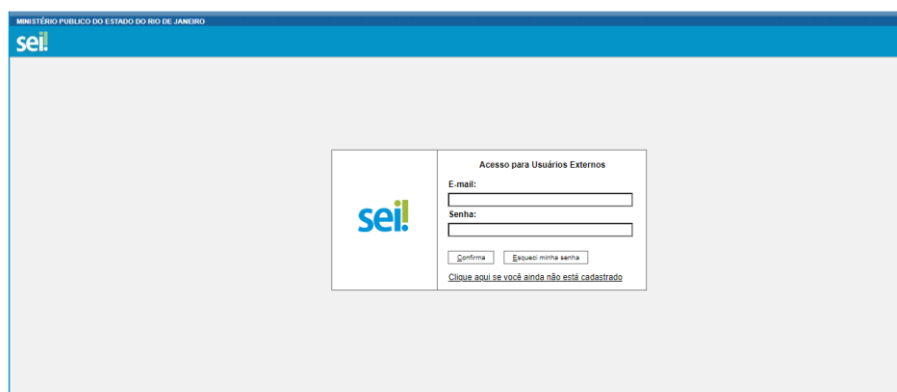 MINISTÉRIO PUBLICO DO ESTADO DO RIO DE JANEIRO
sei!
Acesso para Usuários Externos
E-mail:
sei!
Senha:
Confirma Esqueci minha senha
Clique aqui se você ainda não está cadastrado